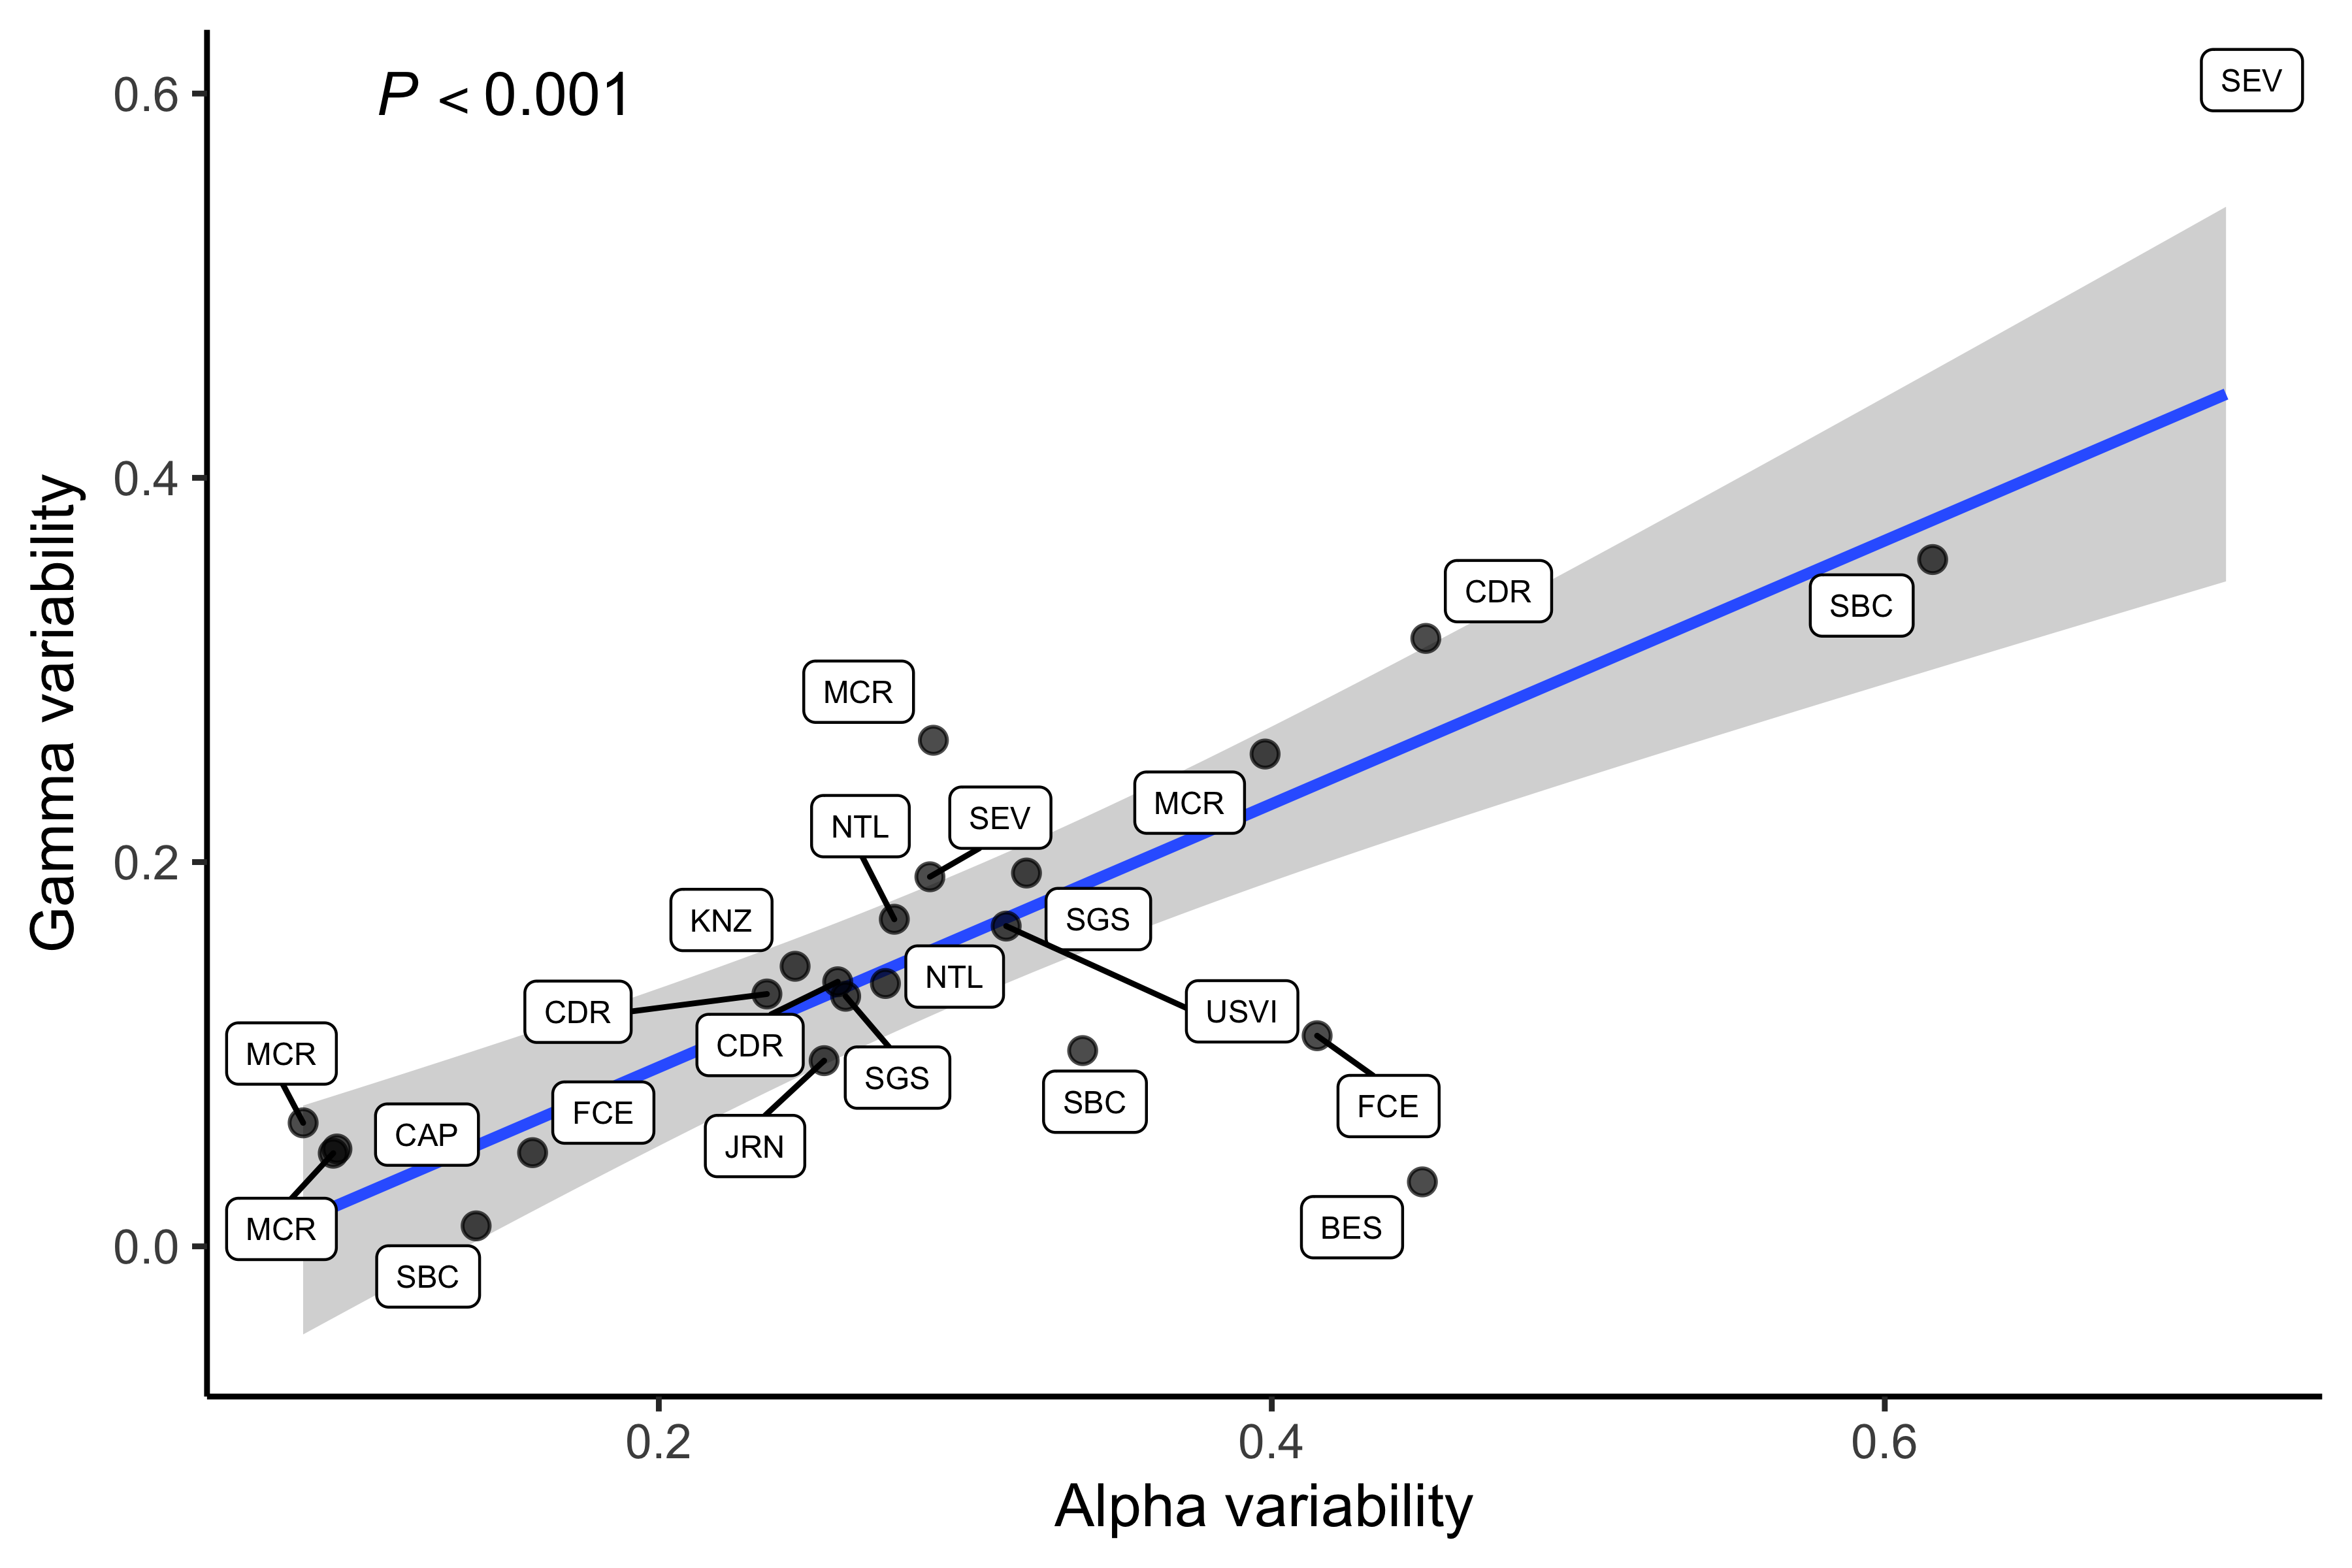 P < 0.001
SEV
0.6
0.4
0.2
0.0
Gamma variability
CDR
SBC
MCR
MCR
NTL
SEV
KNZ
SGS
NTL
CDR
USVI
CDR
MCR
SGS
FCE
SBC
FCE
CAP
JRN
MCR
BES
SBC
0.2
0.4
0.6
Alpha variability